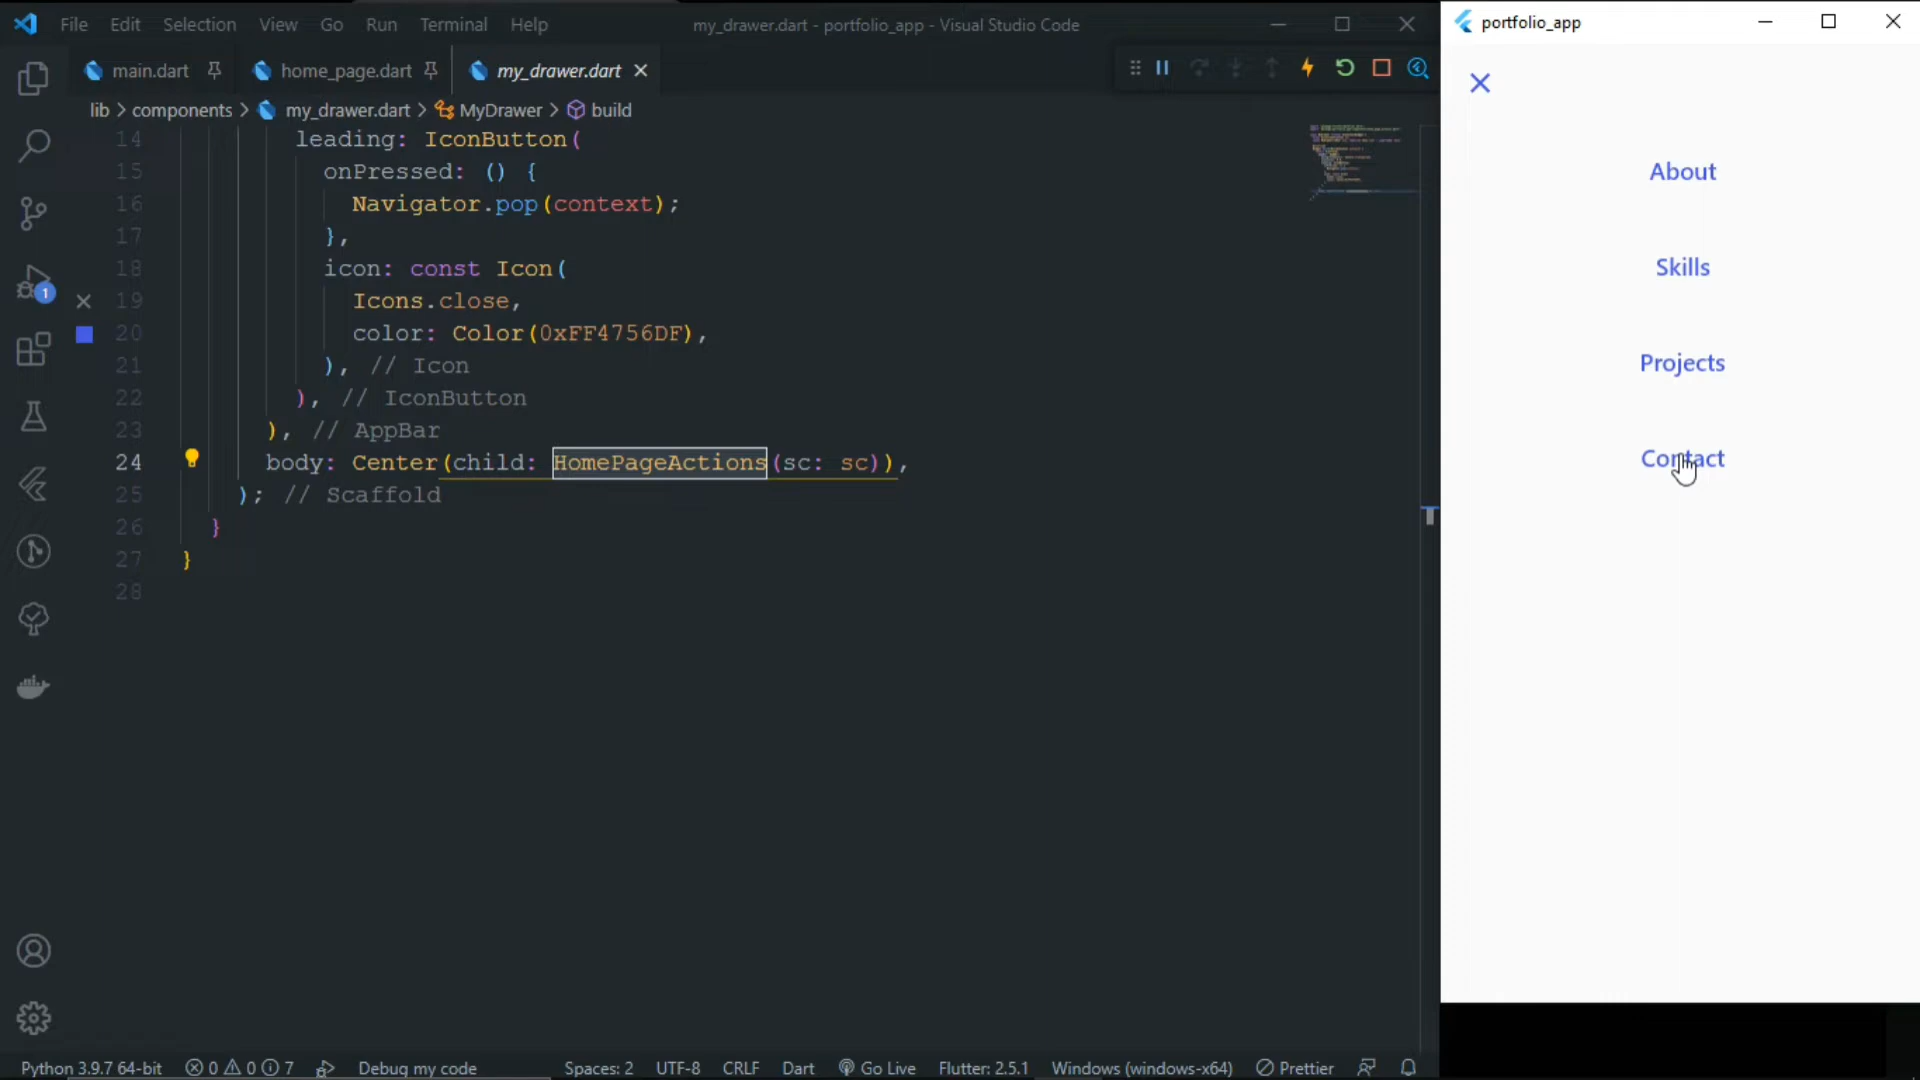 File Edit Selection View Go Run Terminal Help my_drawer.dart - portfolio_app - Visual Studio Code
portfolio_app
main.dart home_page.dart my_drawer.dart
lib > components > my_drawer.dart > MyDrawer > build
14 leading: IconButton(
15 onPressed: () {
16 Navigator.pop(context);
17 },
18 icon: const Icon(
19 Icons.close,
20 color: Color(0xFF4756DF),
21 ), // Icon
22 ), // IconButton
23 ), // AppBar
24 body: Center(child: HomePageActions(sc: sc)),
25 ); // Scaffold
26 }
27 }
28
1
About
Skills
Projects
Contact
Python 3.9.7 64-bit 0 0 7 Debug my code Spaces: 2 UTF-8 CRLF Dart Go Live Flutter: 2.5.1 Windows (windows-x64) Prettier